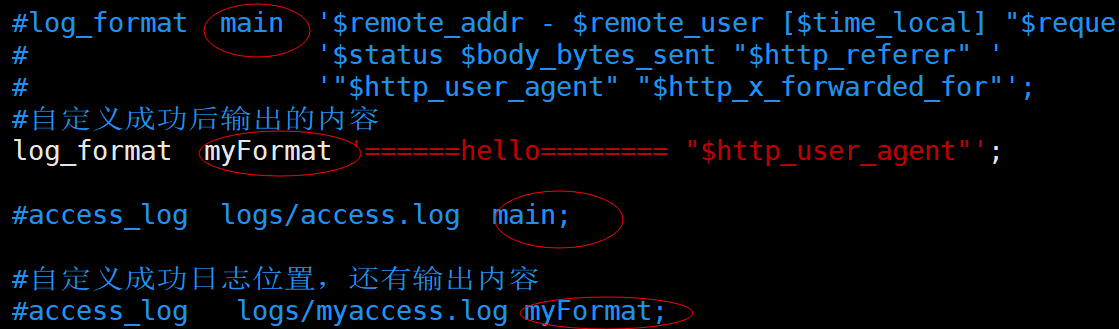 #log_format  main  '$remote_addr - $remote_user [$time_local] "$reque
#                  '$status $body_bytes_sent "$http_referer" '
#                  '"$http_user_agent" "$http_x_forwarded_for"';
#自定义成功后输出的内容
log_format  myFormat '======hello======== "$http_user_agent"';
#access_log  logs/access.log  main;
#自定义成功日志位置，还有输出内容
#access_log   logs/myaccess.log myFormat;